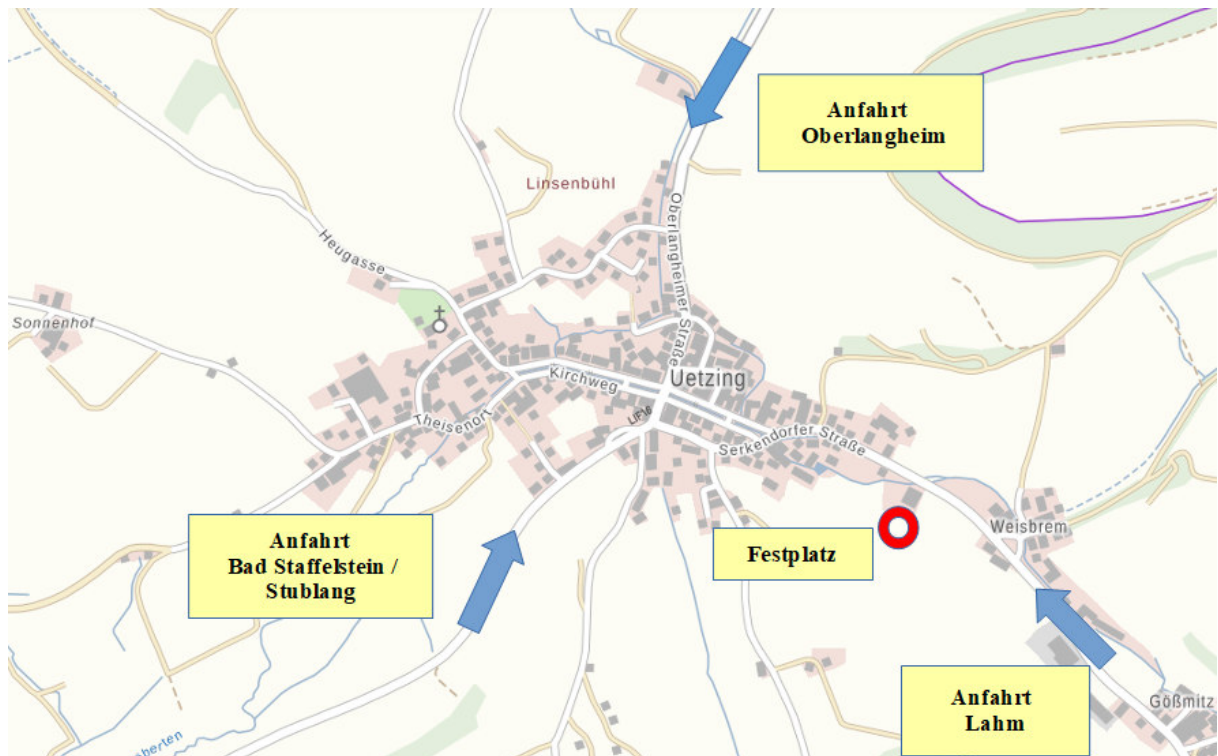 Anfahrt
Oberlangheim
Linsenbühl
Oberlangheimer Straße
Heugasse
Sonnenhof
Kirchweg
Uetzing
Theisenort
LIF16
Serkendorfer Straße
Weisbrem
Anfahrt
Bad Staffelstein /
Stublang
Festplatz
Anfahrt
Lahm
Gößmitz